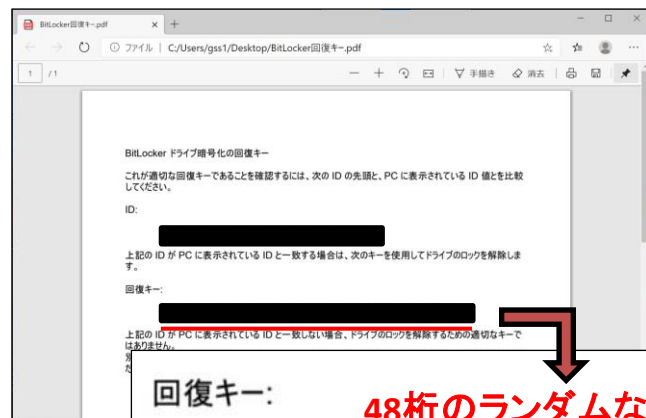 BitLocker回復キー.pdf
ファイル | C:/Users/gss1/Desktop/BitLocker回復キー.pdf
1 / 1
手描き
消去
BitLocker ドライブ暗号化の回復キー
これが適切な回復キーであることを確認するには、次の ID の先頭と、PC に表示されている ID 値とを比較
してください。
ID:
上記の ID が PC に表示されている ID と一致する場合は、次のキーを使用してドライブのロックを解除しま
す。
回復キー:
上記の ID が PC に表示されている ID と一致しない場合、ドライブのロックを解除するための適切なキーで
はありません。
回復キー:
48桁のランダムな